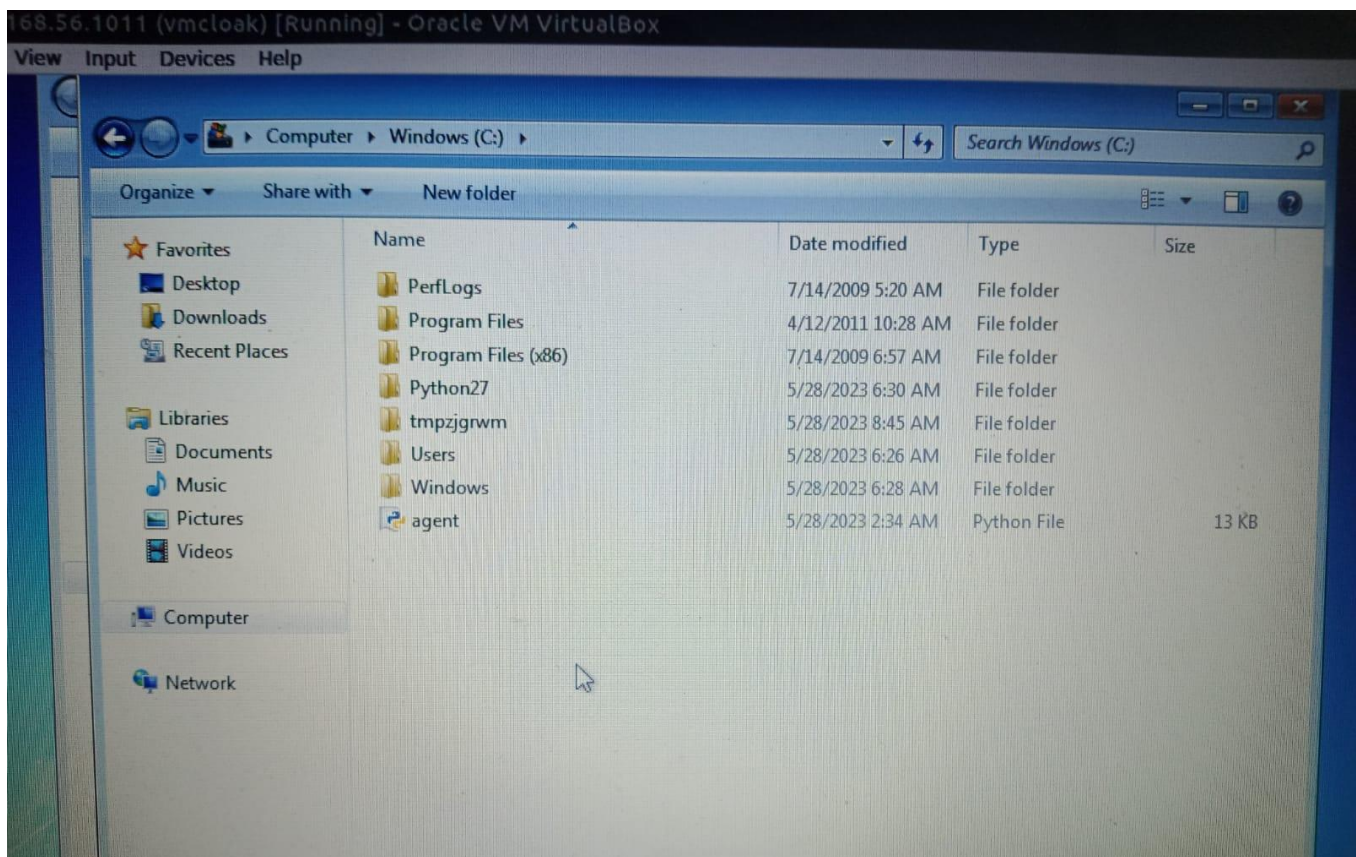 168.56.1011 (vmcloak) [Running] - Oracle VM VirtualBox
View Input Devices Help
Computer Windows (C:) Search Windows (C:)
Organize Share with New folder
Favorites
Desktop
Downloads
Recent Places
Libraries
Documents
Music
Pictures
Videos
Computer
Network
Name Date modified Type Size
PerfLogs 7/14/2009 5:20 AM File folder
Program Files 4/12/2011 10:28 AM File folder
Program Files (x86) 7/14/2009 6:57 AM File folder
Python27 5/28/2023 6:30 AM File folder
tmpzjgrwm 5/28/2023 8:45 AM File folder
Users 5/28/2023 6:26 AM File folder
Windows 5/28/2023 6:28 AM File folder
agent 5/28/2023 2:34 AM Python File 13 KB